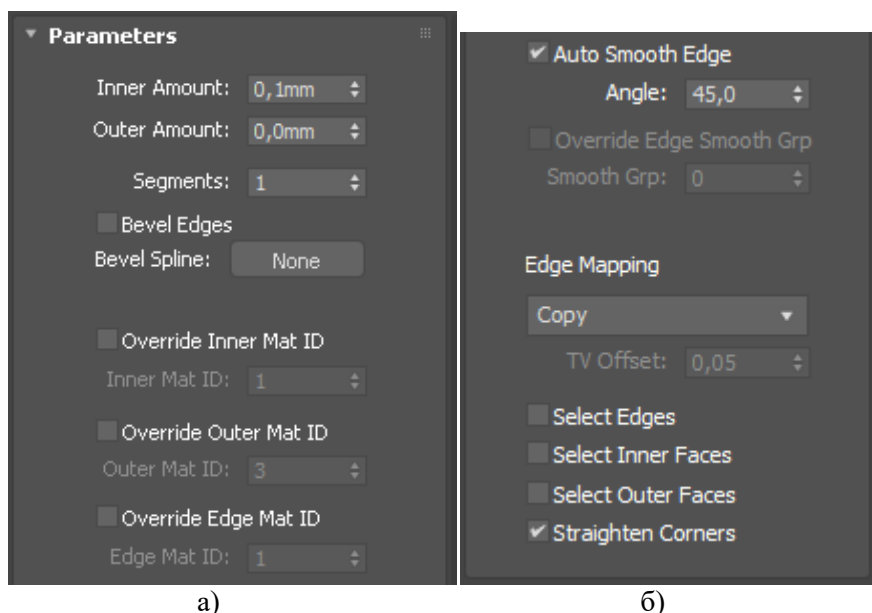 Parameters
Inner Amount: 0,1mm
Outer Amount: 0,0mm
Segments: 1
Bevel Edges
Bevel Spline: None
Override Inner Mat ID
Inner Mat ID: 1
Override Outer Mat ID
Outer Mat ID: 3
Override Edge Mat ID
Edge Mat ID: 1
а)
Auto Smooth Edge
Angle: 45,0
Override Edge Smooth Grp
Smooth Grp: 0
Edge Mapping
Copy
TV Offset: 0,05
Select Edges
Select Inner Faces
Select Outer Faces
Straighten Corners
б)